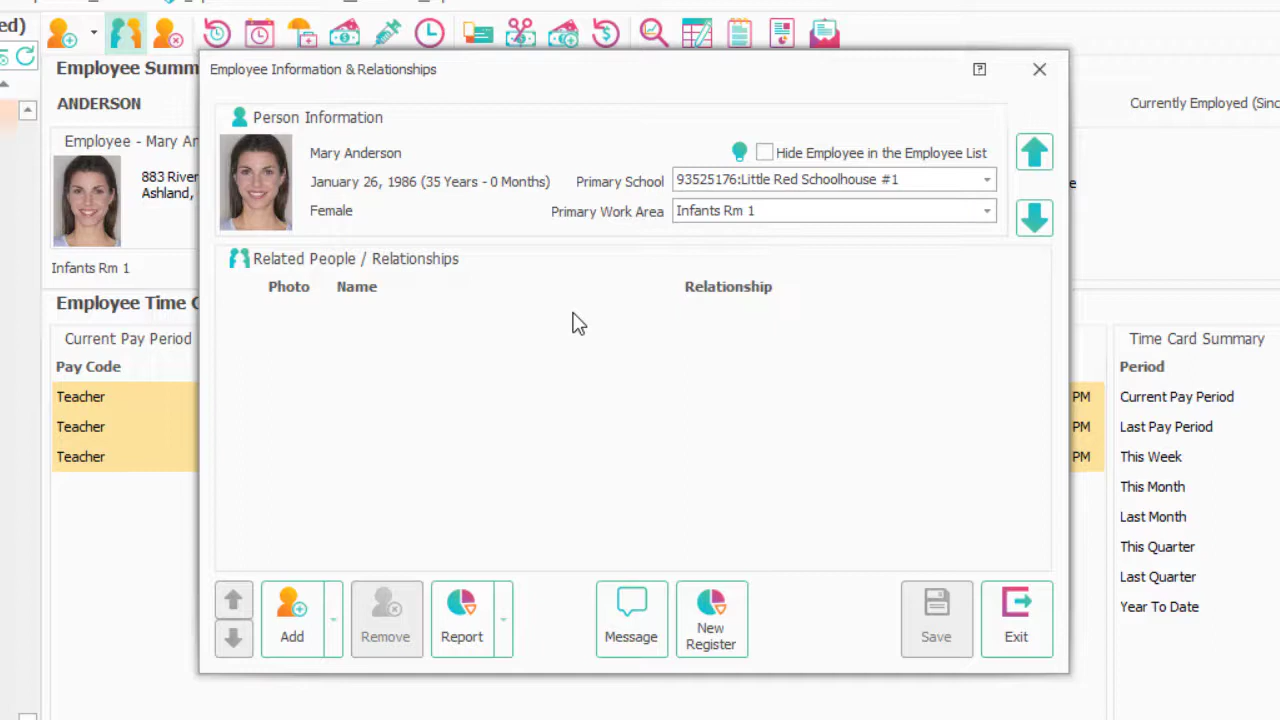 ed)
Employee Summ
ANDERSON
Employee - Mary An
883 River
Ashland,
Infants Rm 1
Employee Time C
Current Pay Period
Pay Code
Teacher
Teacher
Teacher
Employee Information & Relationships
Person Information
Mary Anderson
January 26, 1986 (35 Years - 0 Months)
Female
Hide Employee in the Employee List
Primary School 93525176:Little Red Schoolhouse #1
Primary Work Area Infants Rm 1
Related People / Relationships
Photo Name Relationship
Add
Remove
Report
Message
New
Register
Save
Exit
Currently Employed (Sinc
e
PM
PM
PM
Time Card Summary
Period
Current Pay Period
Last Pay Period
This Week
This Month
Last Month
This Quarter
Last Quarter
Year To Date